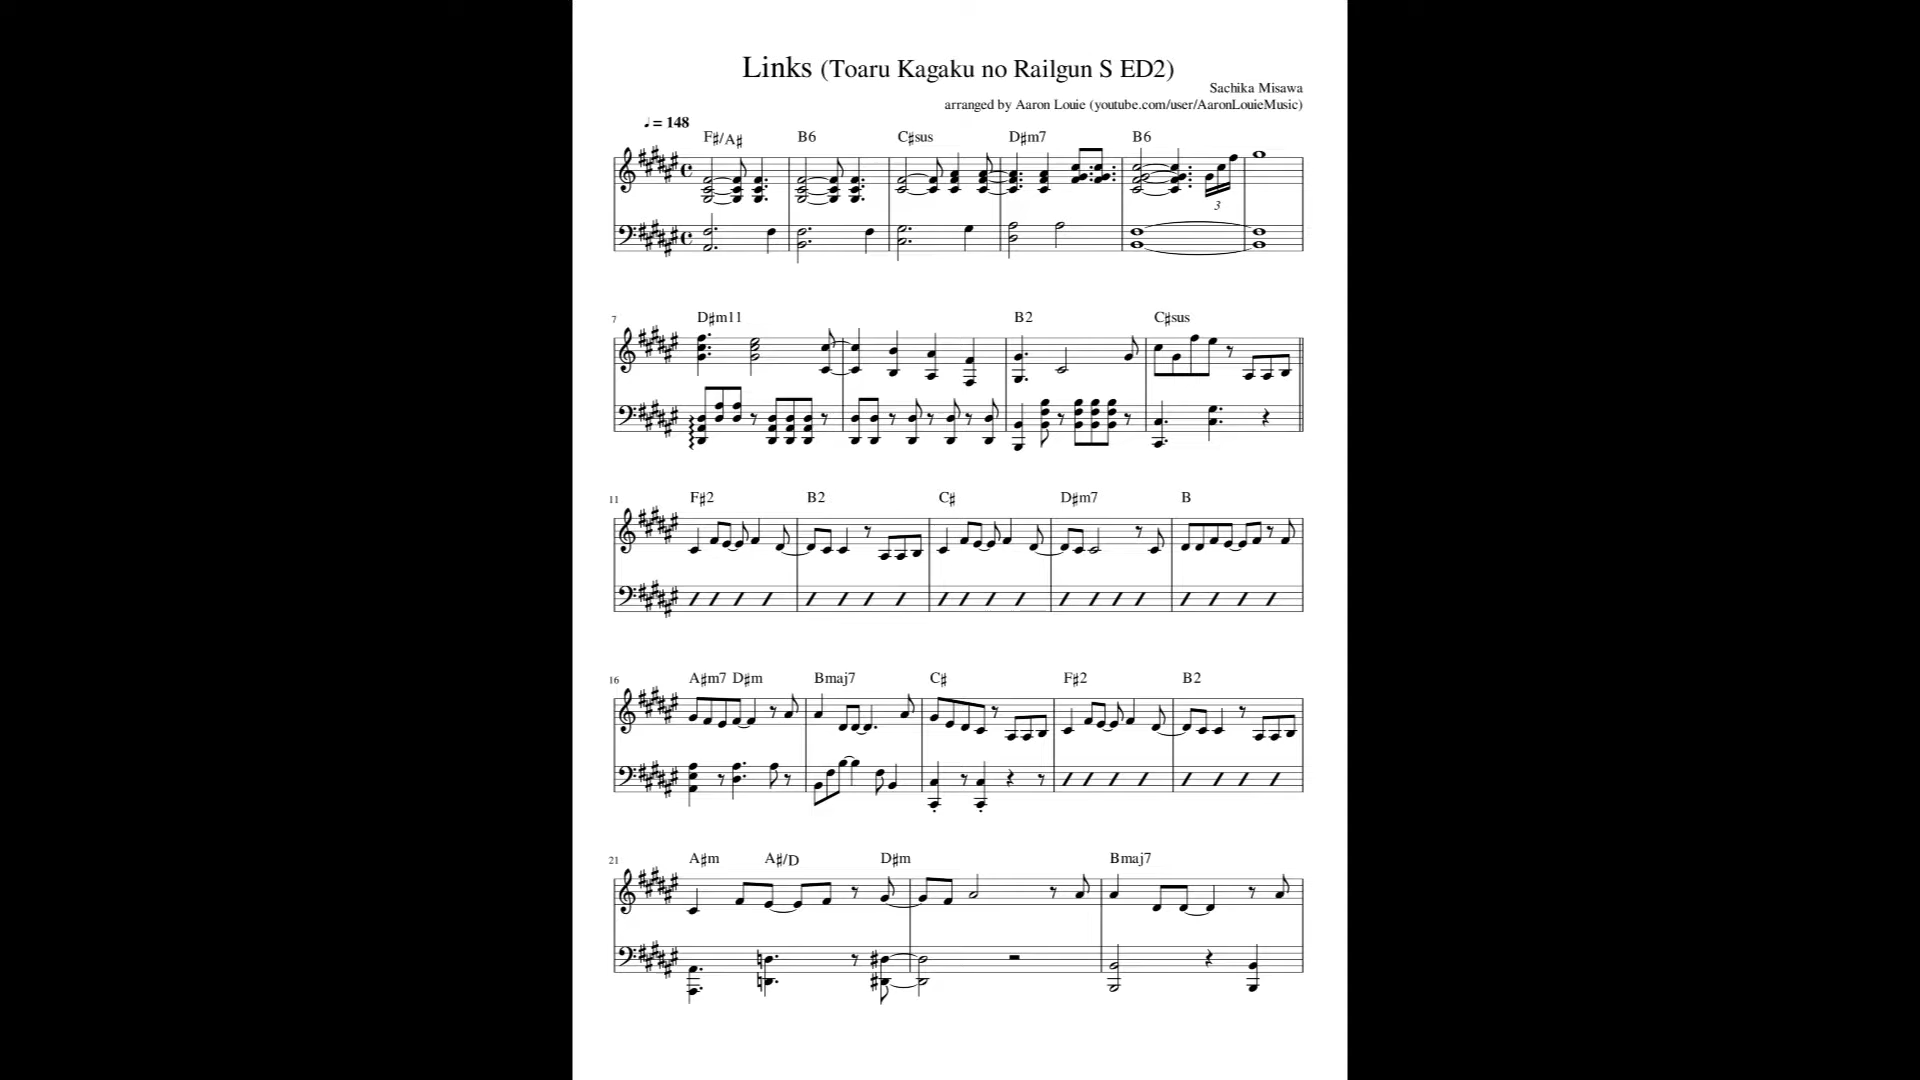 Links (Toaru Kagaku no Railgun S ED2)
Sachika Misawa
arranged by Aaron Louie (youtube.com/user/AaronLouieMusic)
♩ = 148
F♯/A♯ B6 C♯sus D♯m7 B6
3
7
D♯m11 B2 C♯sus
11
F♯2 B2 C♯ D♯m7 B
16
A♯m7 D♯m Bmaj7 C♯ F♯2 B2
21
A♯m A♯/D D♯m Bmaj7